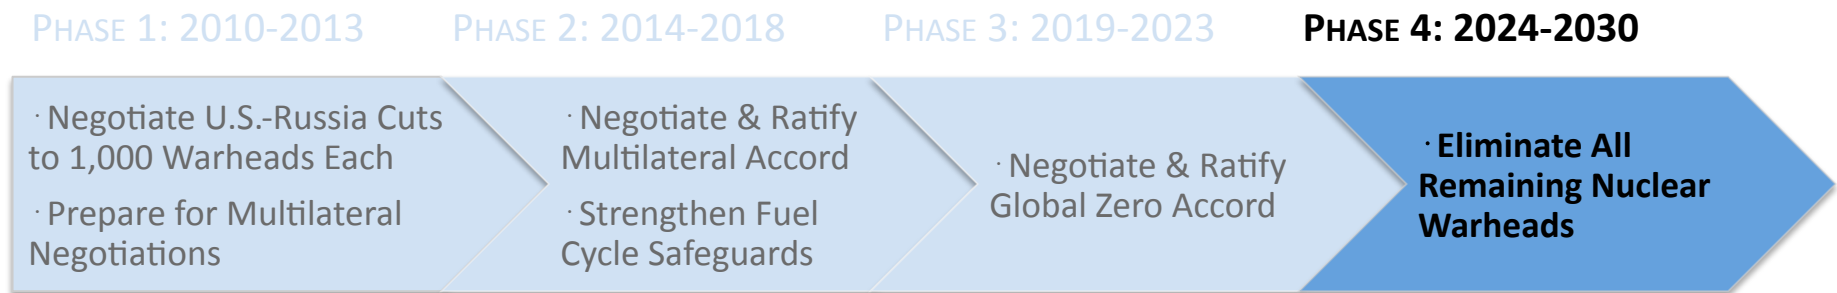 PHASE 1: 2010-2013
PHASE 2: 2014-2018
PHASE 3: 2019-2023
PHASE 4: 2024-2030
· Negotiate U.S.-Russia Cuts
to 1,000 Warheads Each
· Prepare for Multilateral
Negotiations
· Negotiate & Ratify
Multilateral Accord
· Strengthen Fuel
Cycle Safeguards
· Negotiate & Ratify
Global Zero Accord
· Eliminate All
Remaining Nuclear
Warheads